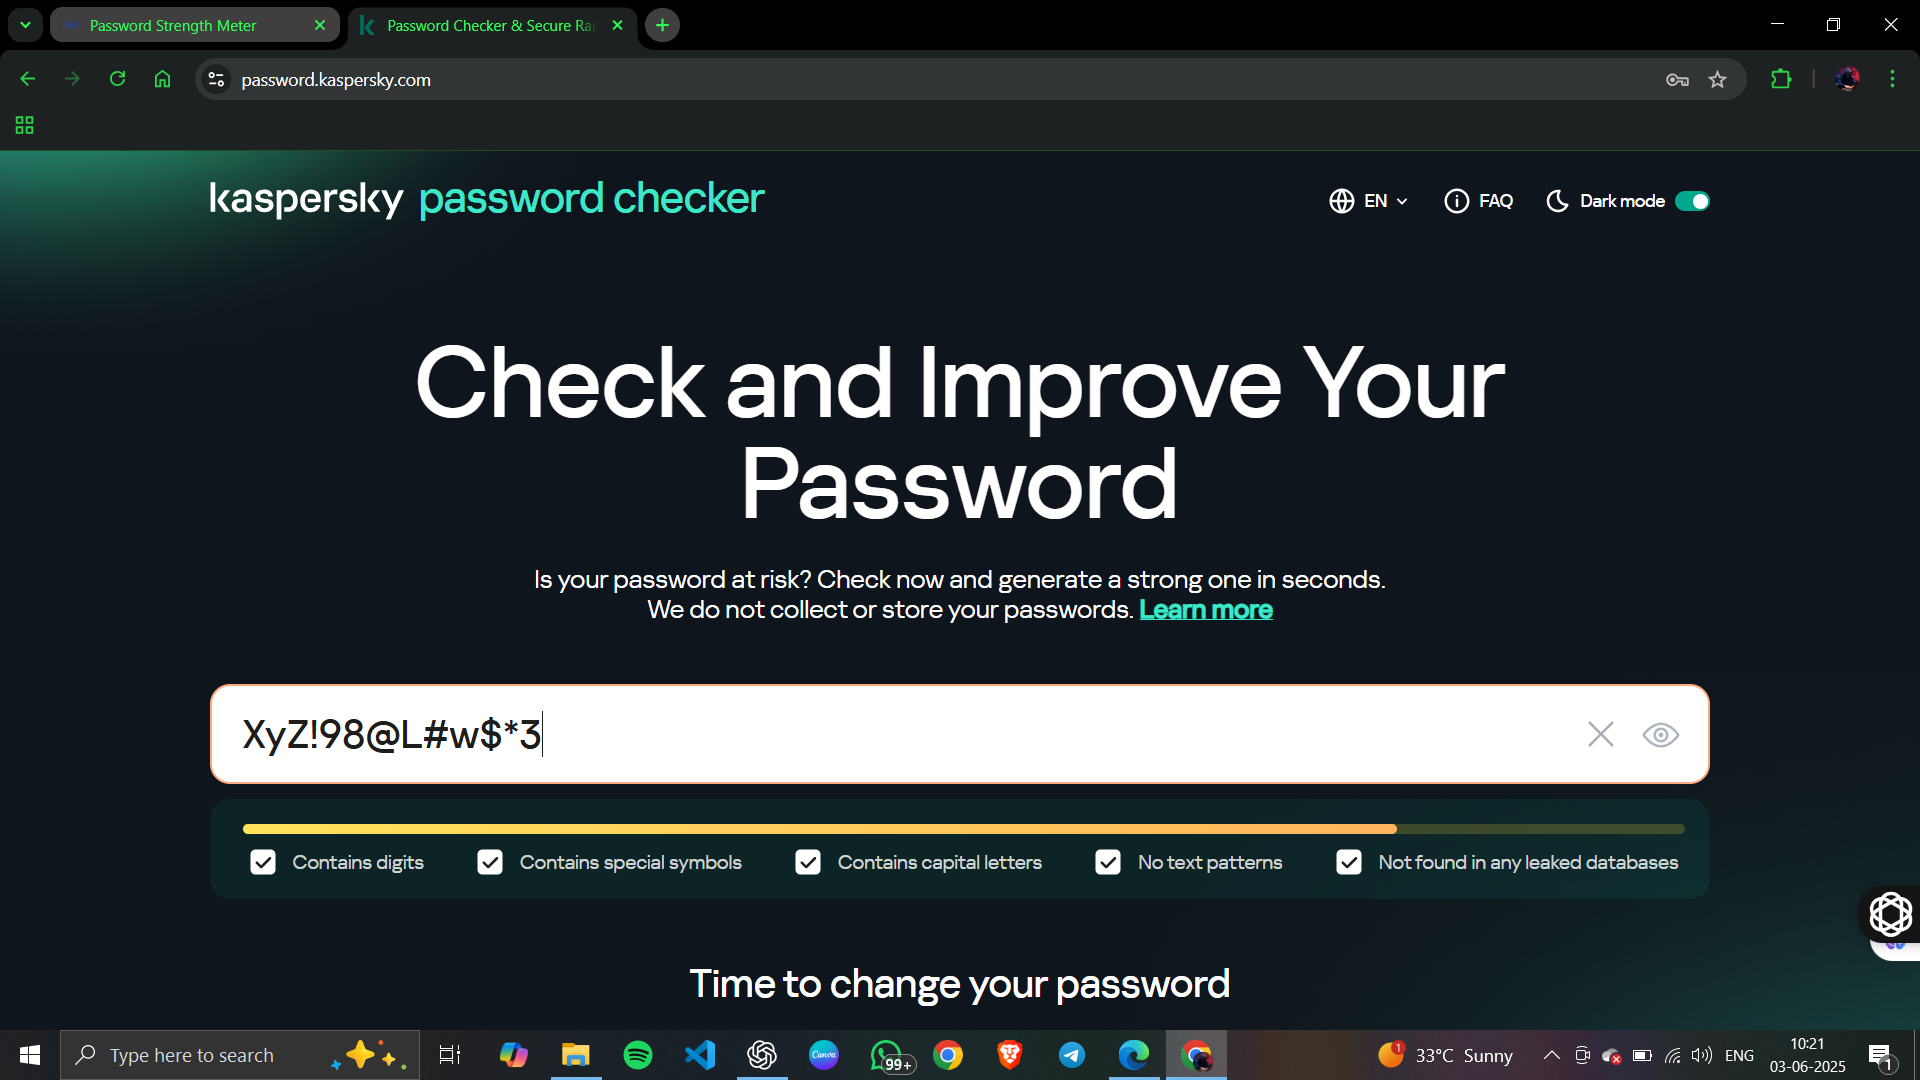 Password Strength Meter
Password Checker & Secure Ra
password.kaspersky.com
kaspersky password checker
EN
FAQ
Dark mode
Check and Improve Your
Password
Is your password at risk? Check now and generate a strong one in seconds.
We do not collect or store your passwords. Learn more
XyZ!98@L#w$*3
Contains digits
Contains special symbols
Contains capital letters
No text patterns
Not found in any leaked databases
Time to change your password
Type here to search
Canva
99+
1
33°C Sunny
ENG
10:21
03-06-2025
1